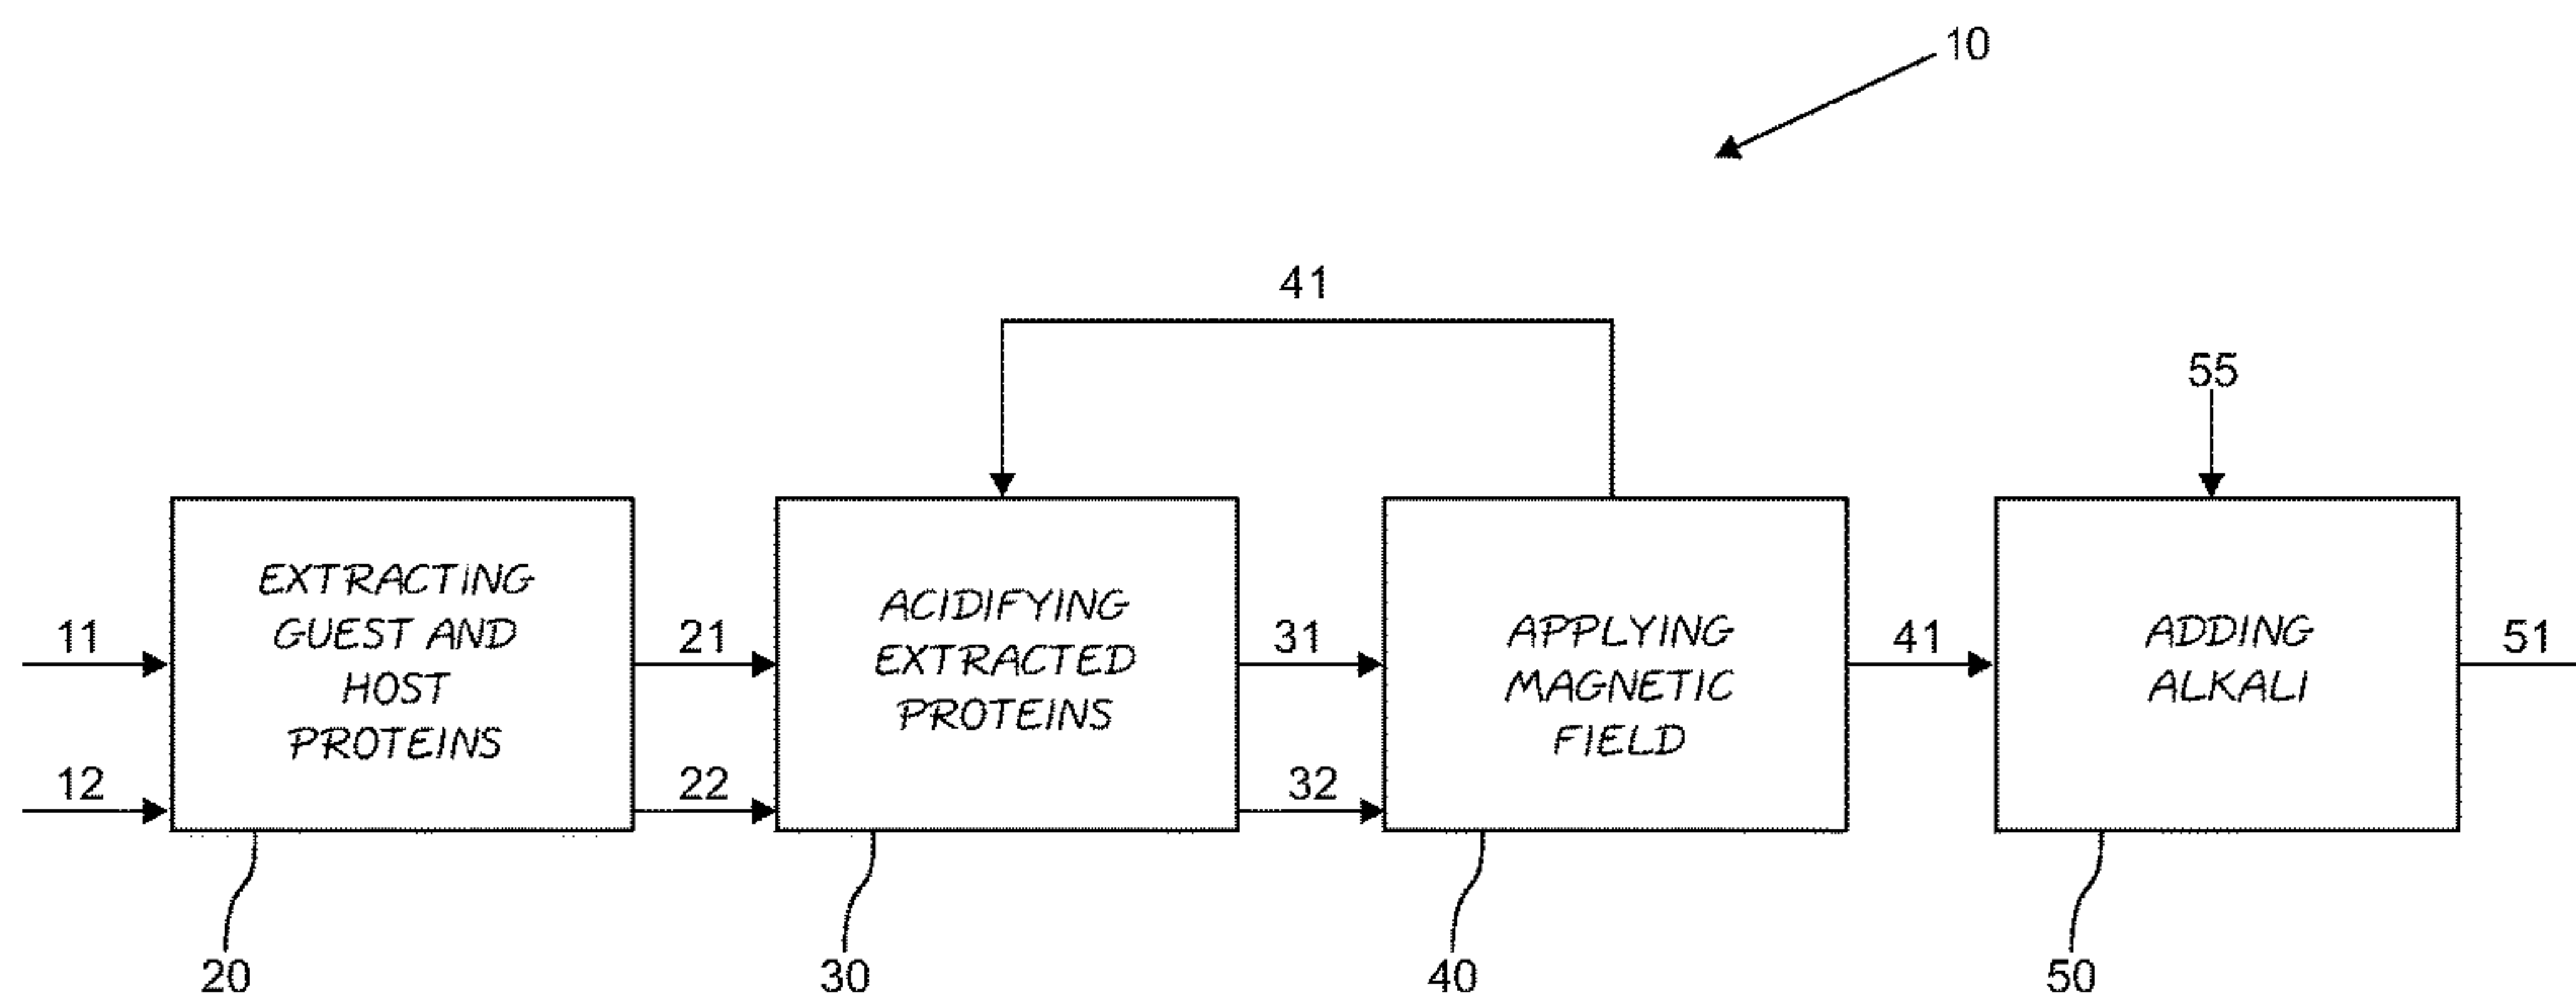 10
41
55
EXTRACTING
GUEST AND
HOST
PROTEINS
ACIDIFYING
EXTRACTED
PROTEINS
APPLYING
MAGNETIC
FIELD
ADDING
ALKALI
11
21
31
41
51
12
22
32
20
30
40
50